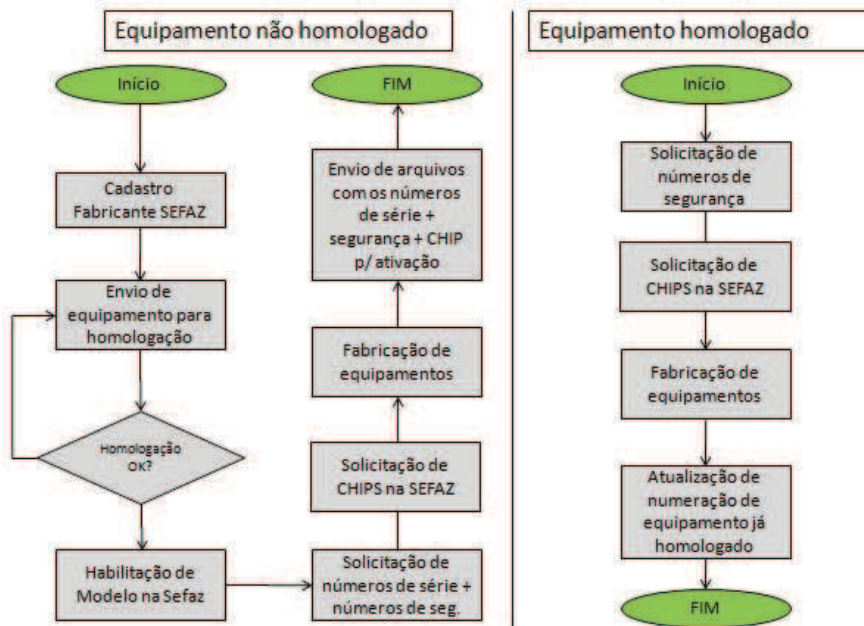 Equipamento não homologado
Início
Cadastro
Fabricante SEFAZ
Envio de
equipamento para
homologação
Homologação
OK?
Habilitação de
Modelo na Sefaz
Solicitação de
números de série +
números de seg.
Solicitação de
CHIPS na SEFAZ
Fabricação de
equipamentos
Envio de arquivos
com os números
de série +
segurança + CHIP
p/ ativação
FIM
Equipamento homologado
Início
Solicitação de
números de
segurança
Solicitação de
CHIPS na SEFAZ
Fabricação de
equipamentos
Atualização de
numeração de
equipamento já
homologado
FIM